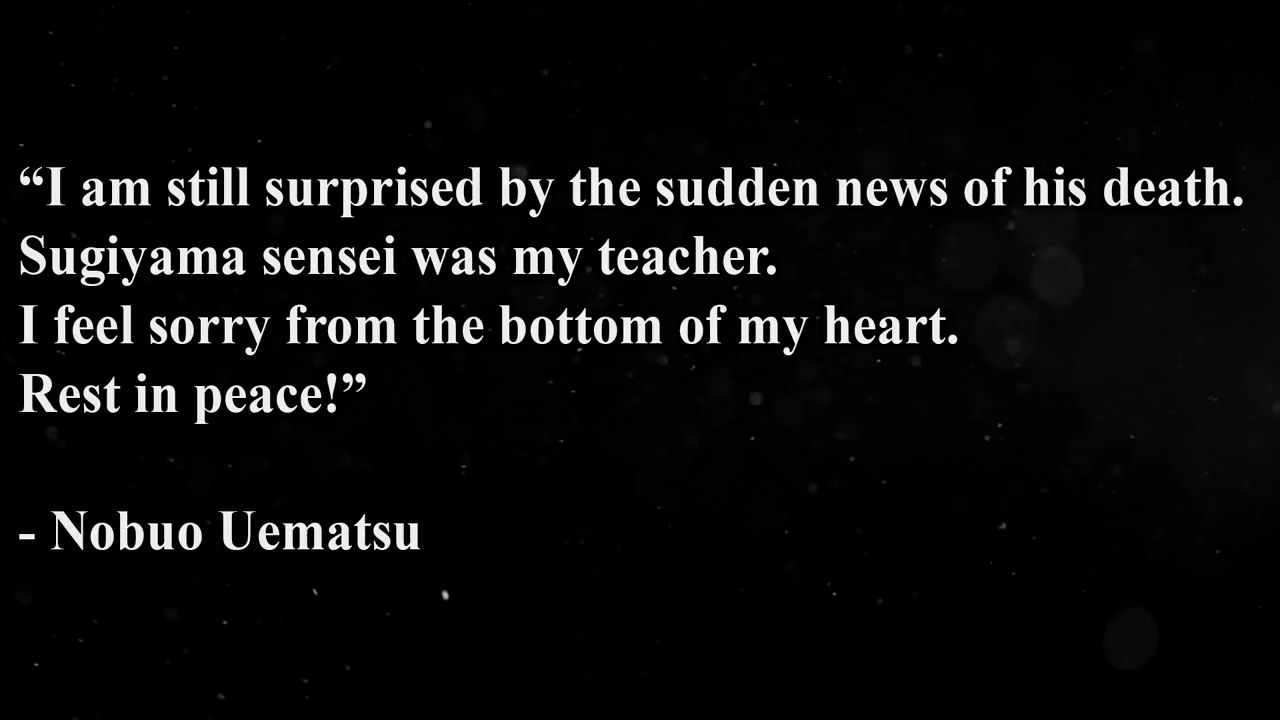 “I am still surprised by the sudden news of his death.
Sugiyama sensei was my teacher.
I feel sorry from the bottom of my heart.
Rest in peace!”
- Nobuo Uematsu